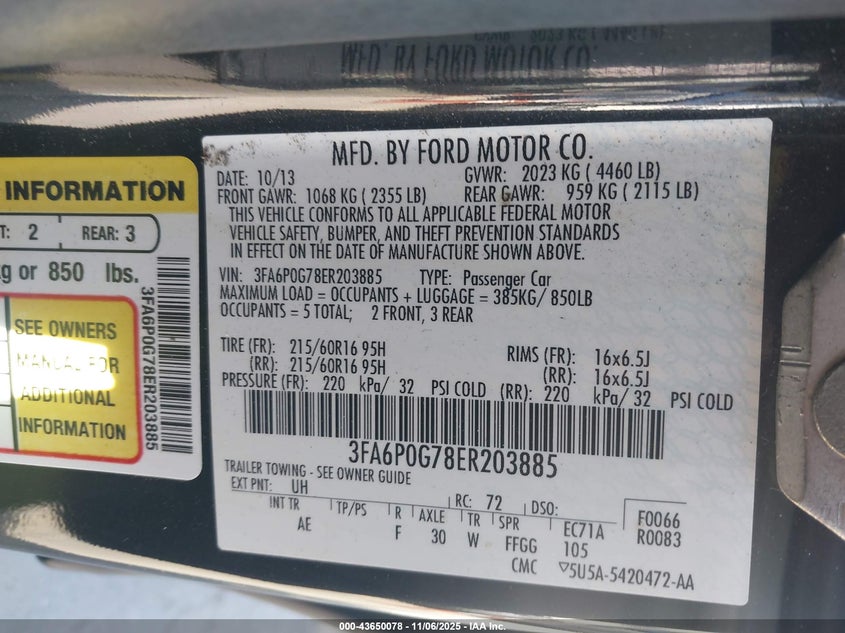 MFD. BY FORD MOTOR CO.
DATE: 10/13 GVWR: 2023 KG ( 4460 LB)
FRONT GAWR: 1068 KG ( 2355 LB) REAR GAWR: 959 KG ( 2115 LB)
THIS VEHICLE CONFORMS TO ALL APPLICABLE FEDERAL MOTOR
VEHICLE SAFETY, BUMPER, AND THEFT PREVENTION STANDARDS
IN EFFECT ON THE DATE OF MANUFACTURE SHOWN ABOVE.
VIN: 3FA6P0G78ER203885 TYPE: Passenger Car
MAXIMUM LOAD = OCCUPANTS + LUGGAGE = 385KG/ 850LB
OCCUPANTS = 5 TOTAL; 2 FRONT, 3 REAR
TIRE (FR): 215/60R16 95H RIMS (FR): 16x6.5J
(RR): 215/60R16 95H (RR): 16x6.5J
PRESSURE (FR): 220 kPa/ 32 PSI COLD (RR): 220 kPa/ 32 PSI COLD
3FA6P0G78ER203885
TRAILER TOWING - SEE OWNER GUIDE
EXT PNT: UH RC: 72 DSO: F0066
R0083
INT TR TP/PS R AXLE TR SPR EC71A
AE F 30 W FFGG 105
CMC ▽5U5A-5420472-AA
INFORMATION
T: 2 REAR: 3
kg or 850 lbs.
SEE OWNERS
MANUAL FOR
ADDITIONAL
INFORMATION
3FA6P0G78ER203885
000-43650078 - 11/06/2025 - IAA Inc.